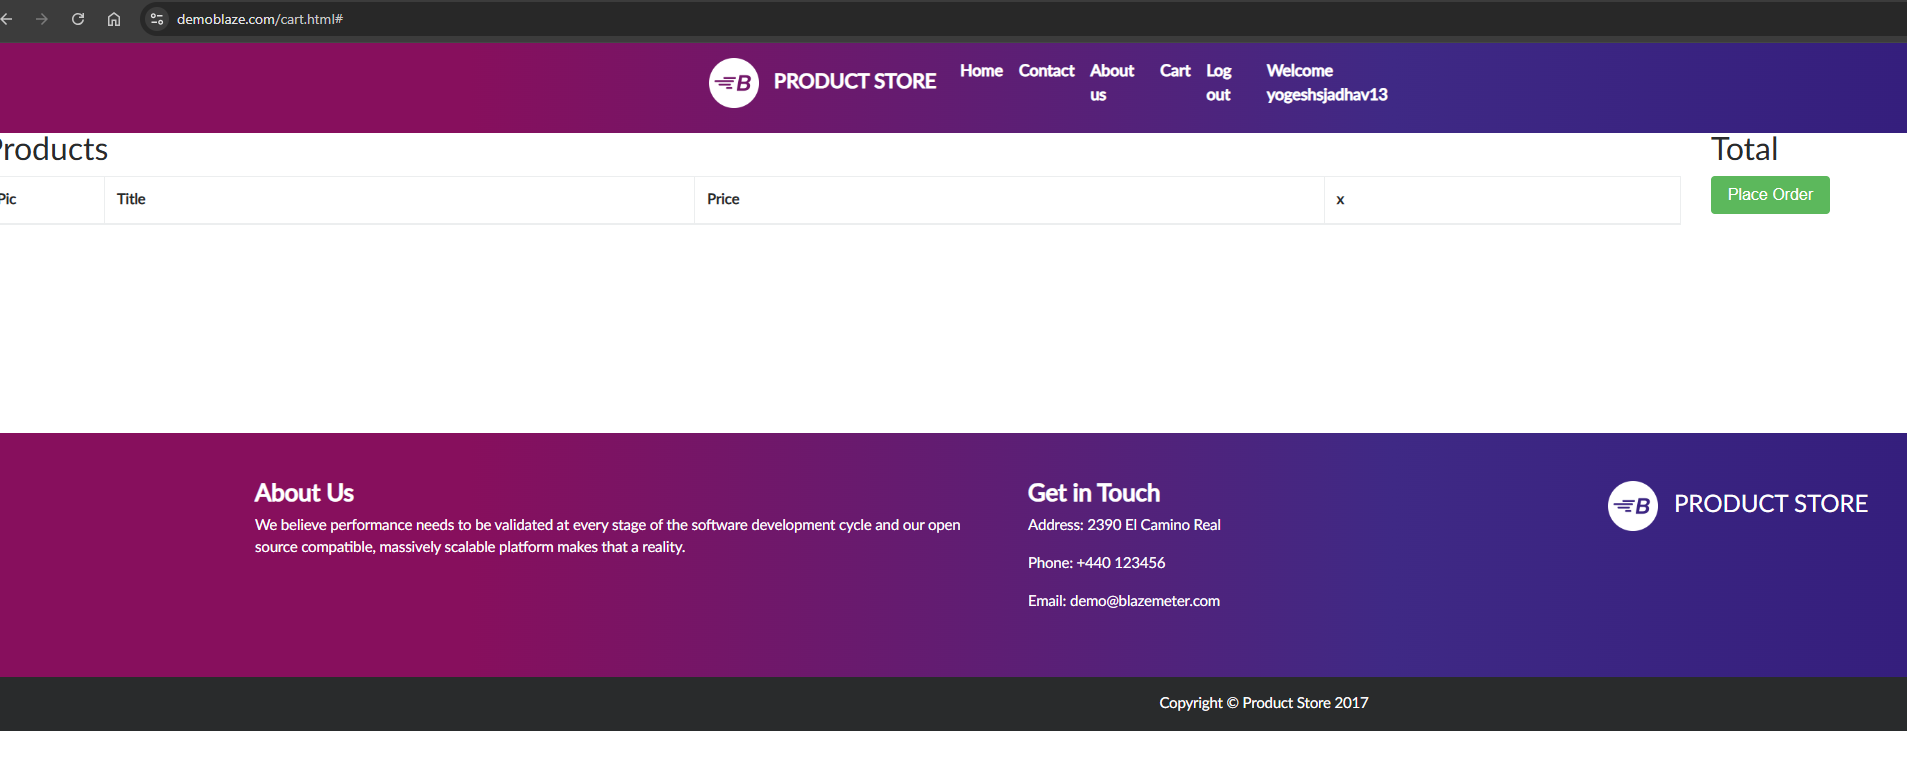 demoblaze.com/cart.html#
B PRODUCT STORE
Home Contact About us Cart Log out Welcome yogeshsjadhav13
Products
Total
Pic Title Price x
Place Order
About Us
We believe performance needs to be validated at every stage of the software development cycle and our open
source compatible, massively scalable platform makes that a reality.
Get in Touch
Address: 2390 El Camino Real
Phone: +440 123456
Email: demo@blazemeter.com
B PRODUCT STORE
Copyright © Product Store 2017